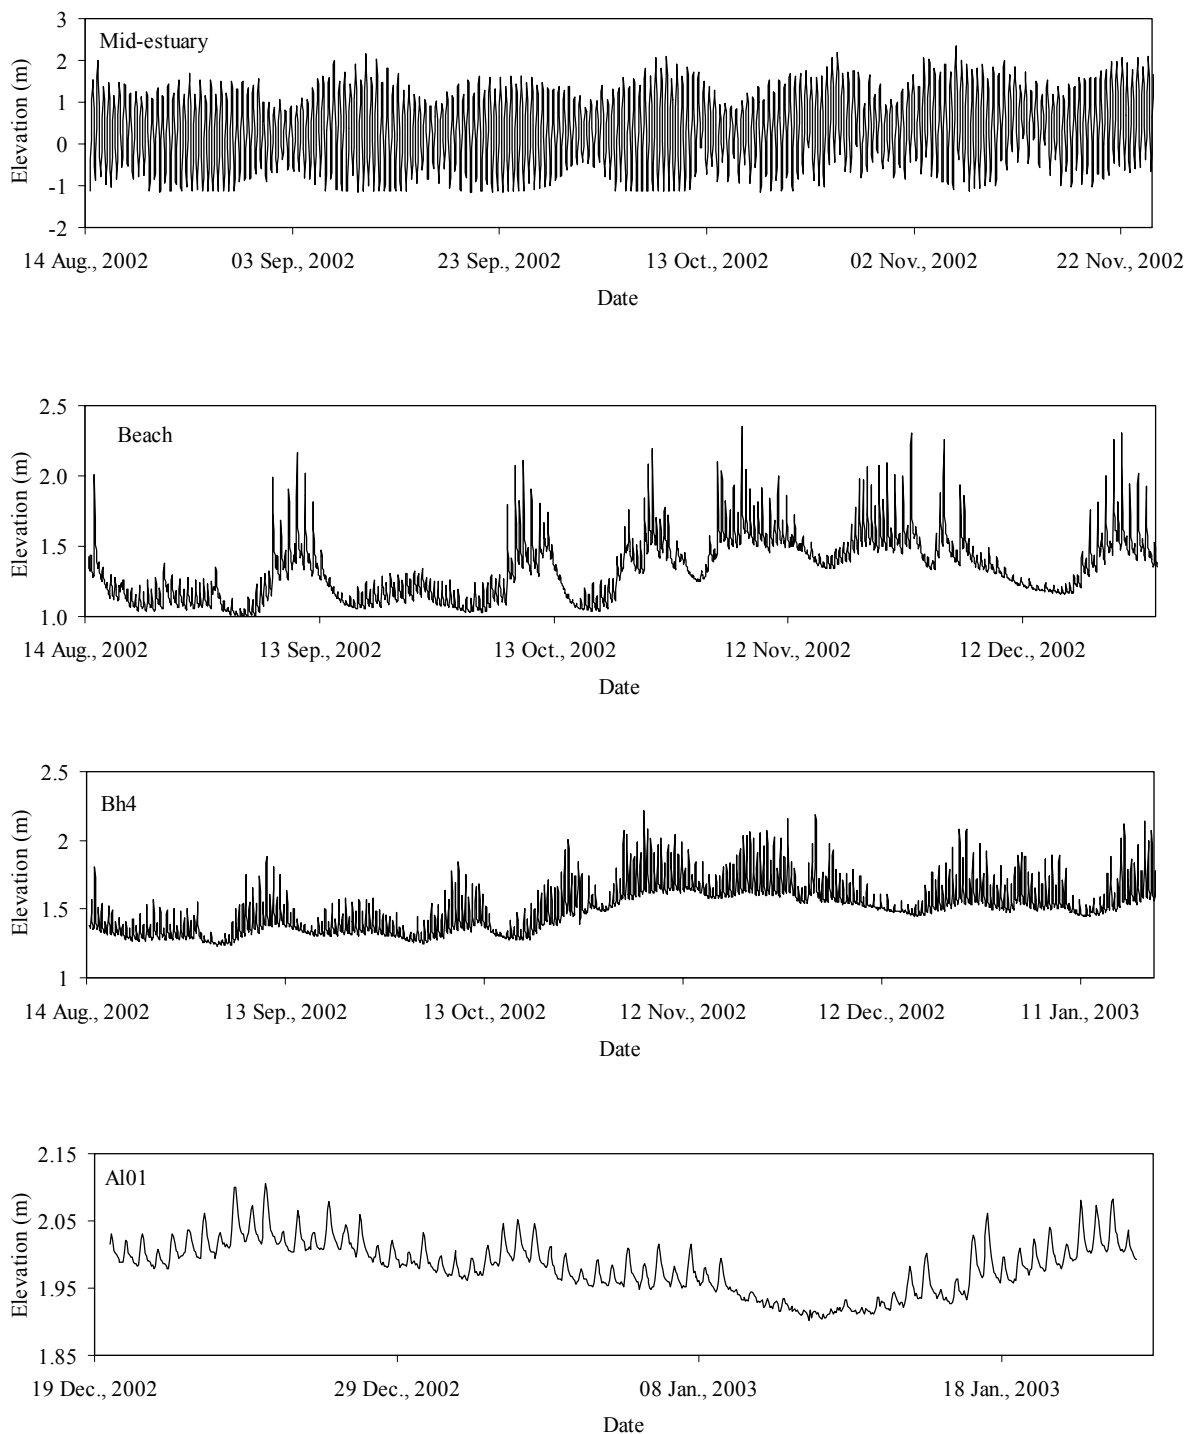 3
Mid-estuary
2
1
0
-1
-2
Elevation (m)
14 Aug., 2002 03 Sep., 2002 23 Sep., 2002 13 Oct., 2002 02 Nov., 2002 22 Nov., 2002
Date
2.5
Beach
2.0
1.5
1.0
Elevation (m)
14 Aug., 2002 13 Sep., 2002 13 Oct., 2002 12 Nov., 2002 12 Dec., 2002
Date
2.5
Bh4
2
1.5
1
Elevation (m)
14 Aug., 2002 13 Sep., 2002 13 Oct., 2002 12 Nov., 2002 12 Dec., 2002 11 Jan., 2003
Date
2.15
Al01
2.05
1.95
1.85
Elevation (m)
19 Dec., 2002 29 Dec., 2002 08 Jan., 2003 18 Jan., 2003
Date